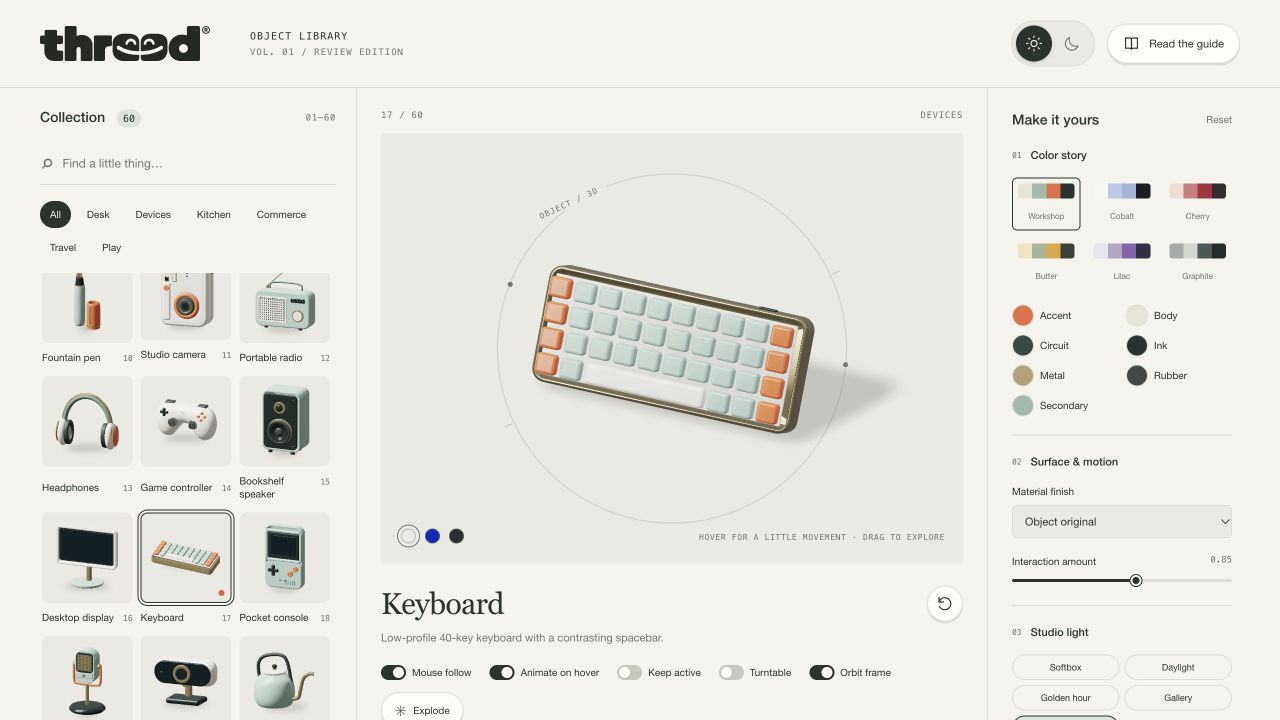 threed®
OBJECT LIBRARY
VOL. 01 / REVIEW EDITION
Read the guide
Collection 60
01—60
Find a little thing…
All
Desk
Devices
Kitchen
Commerce
Travel
Play
Fountain pen 10
Studio camera 11
Portable radio 12
Headphones 13
Game controller 14
Bookshelf speaker 15
Desktop display 16
Keyboard 17
Pocket console 18
17 / 60
DEVICES
OBJECT / 3D
HOVER FOR A LITTLE MOVEMENT · DRAG TO EXPLORE
Keyboard
Low-profile 40-key keyboard with a contrasting spacebar.
Mouse follow
Animate on hover
Keep active
Turntable
Orbit frame
Explode
Make it yours
Reset
01 Color story
Workshop
Cobalt
Cherry
Butter
Lilac
Graphite
Accent
Body
Circuit
Ink
Metal
Rubber
Secondary
02 Surface & motion
Material finish
Object original
Interaction amount 0.85
03 Studio light
Softbox
Daylight
Golden hour
Gallery